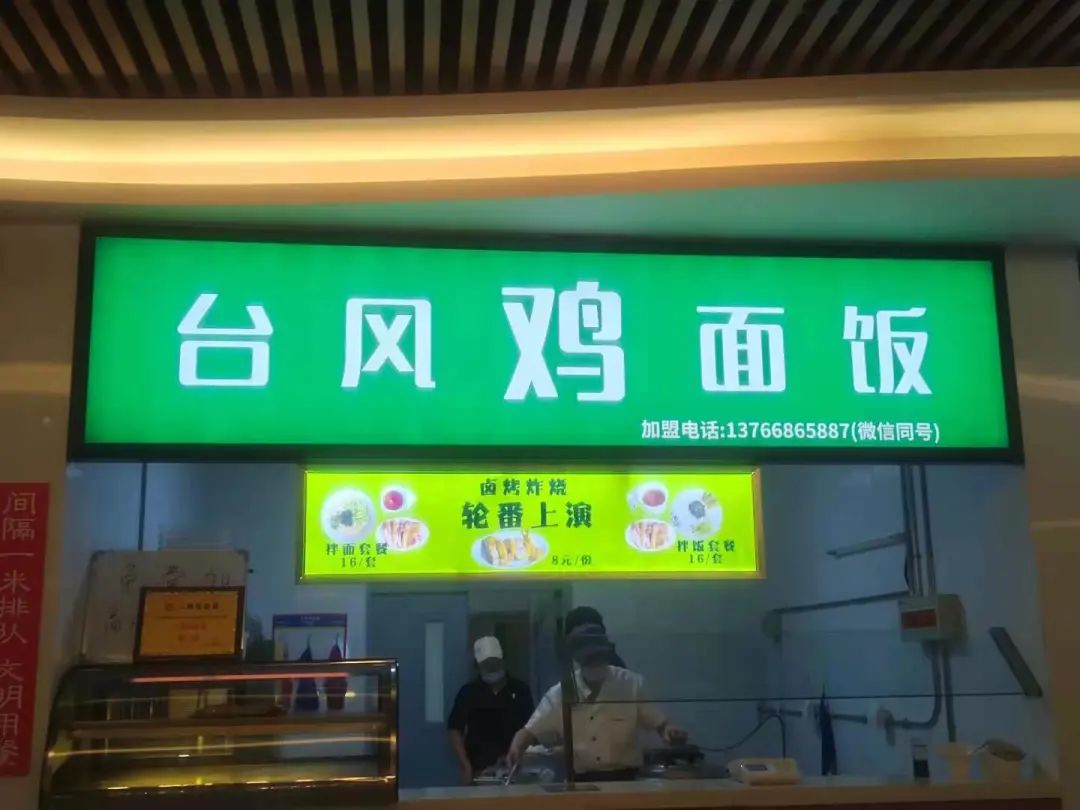 台风鸡面饭
加盟电话:13766865887(微信同号)
卤烤炸烧
轮番上演
拌面套餐
16/套
8元/份
拌饭套餐
16/套
间隔一米排队 文明用餐